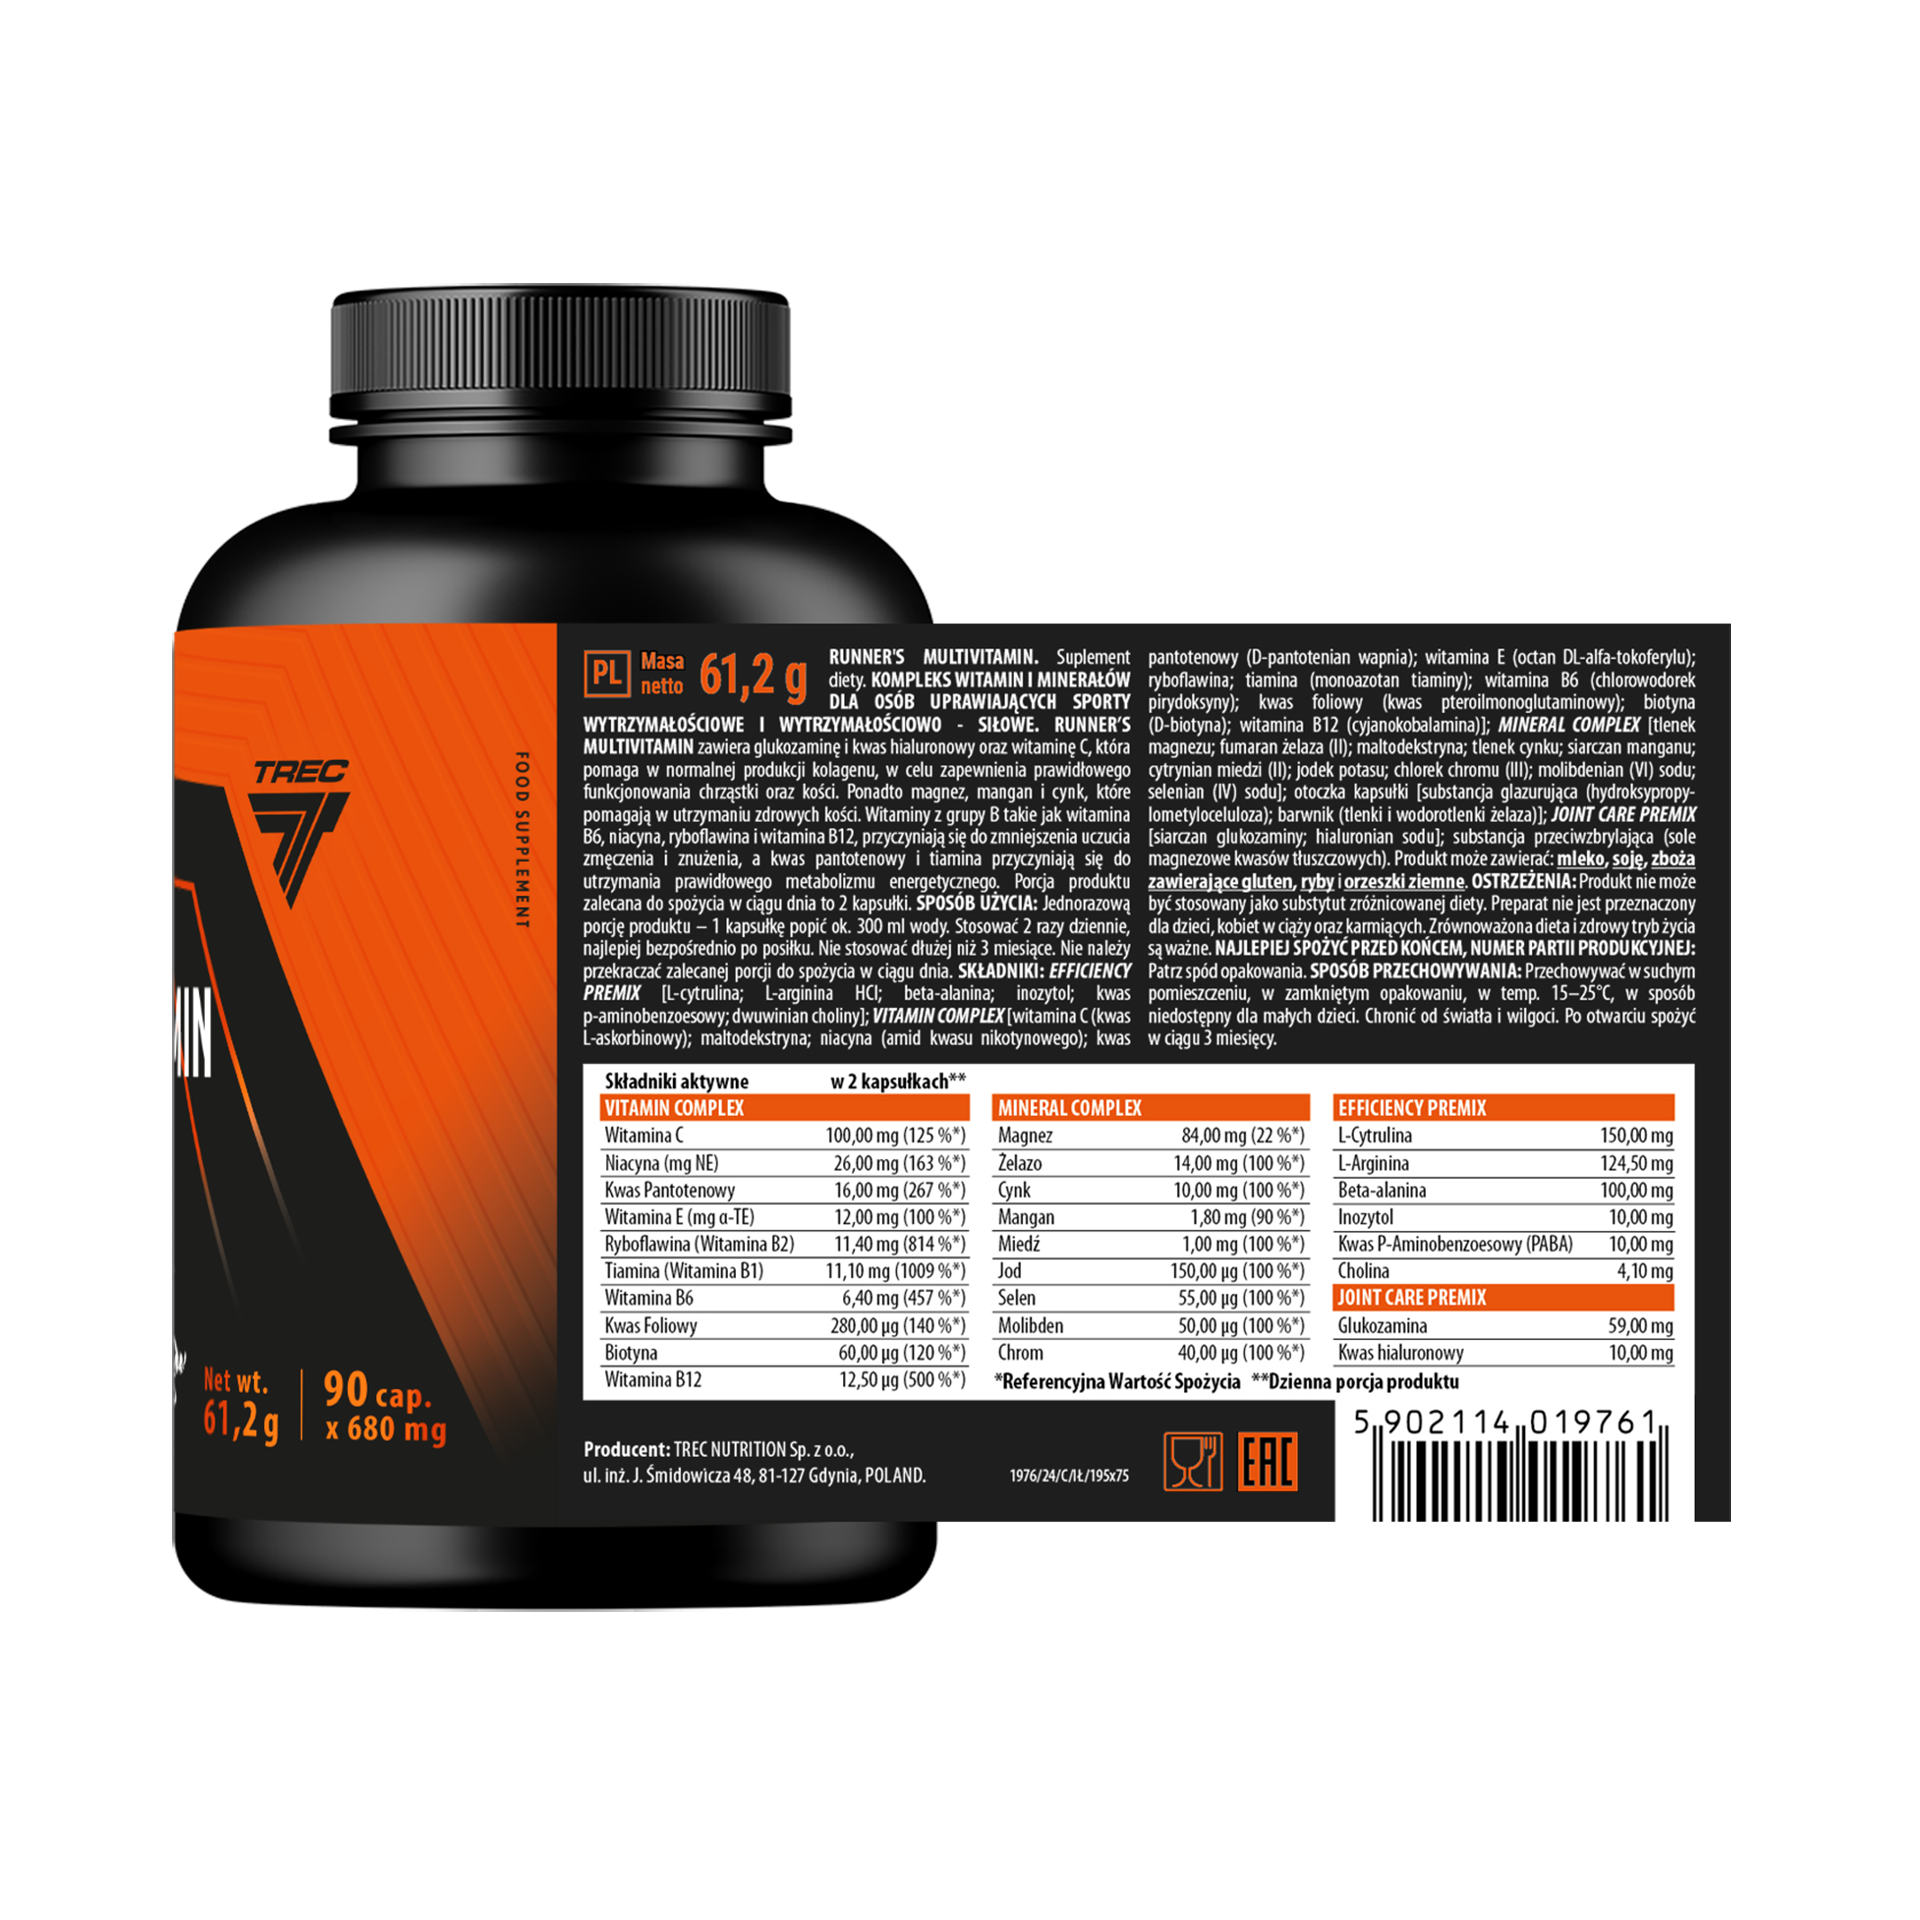 TREC
FOOD SUPPLEMENT
MIN
Net wt.
61,2 g
90 cap.
x 680 mg
PL
Masa
netto
61,2 g
RUNNER'S MULTIVITAMIN. Suplement
diety. KOMPLEKS WITAMIN I MINERAŁÓW
DLA OSÓB UPRAWIAJĄCYCH SPORTY
WYTRZYMAŁOŚCIOWE I WYTRZYMAŁOŚCIOWO - SIŁOWE. RUNNER’S
MULTIVITAMIN zawiera glukozaminę i kwas hialuronowy oraz witaminę C, która
pomaga w normalnej produkcji kolagenu, w celu zapewnienia prawidłowego
funkcjonowania chrząstki oraz kości. Ponadto magnez, mangan i cynk, które
pomagają w utrzymaniu zdrowych kości. Witaminy z grupy B takie jak witamina
B6, niacyna, ryboflawina i witamina B12, przyczyniają się do zmniejszenia uczucia
zmęczenia i znużenia, a kwas pantotenowy i tiamina przyczyniają się do
utrzymania prawidłowego metabolizmu energetycznego. Porcja produktu
zalecana do spożycia w ciągu dnia to 2 kapsułki. SPOSÓB UŻYCIA: Jednorazową
porcję produktu – 1 kapsułkę popić ok. 300 ml wody. Stosować 2 razy dziennie,
najlepiej bezpośrednio po posiłku. Nie stosować dłużej niż 3 miesiące. Nie należy
przekraczać zalecanej porcji do spożycia w ciągu dnia. SKŁADNIKI: EFFICIENCY
PREMIX [L-cytrulina; L-arginina HCl; beta-alanina; inozytol; kwas
p-aminobenzoesowy; dwuwinian choliny]; VITAMIN COMPLEX [witamina C (kwas
L-askorbinowy); maltodekstryna; niacyna (amid kwasu nikotynowego); kwas
pantotenowy (D-pantotenian wapnia); witamina E (octan DL-alfa-tokoferylu);
ryboflawina; tiamina (monoazotan tiaminy); witamina B6 (chlorowodorek
pirydoksyny); kwas foliowy (kwas pteroilmonoglutaminowy); biotyna
(D-biotyna); witamina B12 (cyjanokobalamina)]; MINERAL COMPLEX [tlenek
magnezu; fumaran żelaza (II); maltodekstryna; tlenek cynku; siarczan manganu;
cytrynian miedzi (II); jodek potasu; chlorek chromu (III); molibdenian (VI) sodu;
selenian (IV) sodu]; otoczka kapsułki [substancja glazurująca (hydroksypropy-
lometyloceluloza); barwnik (tlenki i wodorotlenki żelaza)]; JOINT CARE PREMIX
[siarczan glukozaminy; hialuronian sodu]; substancja przeciwzbrylająca (sole
magnezowe kwasów tłuszczowych). Produkt może zawierać: mleko, soję, zboża
zawierające gluten, ryby i orzeszki ziemne. OSTRZEŻENIA: Produkt nie może
być stosowany jako substytut zróżnicowanej diety. Preparat nie jest przeznaczony
dla dzieci, kobiet w ciąży oraz karmiących. Zrównoważona dieta i zdrowy tryb życia
są ważne. NAJLEPIEJ SPOŻYĆ PRZED KOŃCEM, NUMER PARTII PRODUKCYJNEJ:
Patrz spód opakowania. SPOSÓB PRZECHOWYWANIA: Przechowywać w suchym
pomieszczeniu, w zamkniętym opakowaniu, w temp. 15–25°C, w sposób
niedostępny dla małych dzieci. Chronić od światła i wilgoci. Po otwarciu spożyć
w ciągu 3 miesięcy.
Składniki aktywne w 2 kapsułkach**
VITAMIN COMPLEX
Witamina C 100,00 mg (125 %*)
Niacyna (mg NE) 26,00 mg (163 %*)
Kwas Pantotenowy 16,00 mg (267 %*)
Witamina E (mg α-TE) 12,00 mg (100 %*)
Ryboflawina (Witamina B2) 11,40 mg (814 %*)
Tiamina (Witamina B1) 11,10 mg (1009 %*)
Witamina B6 6,40 mg (457 %*)
Kwas Foliowy 280,00 µg (140 %*)
Biotyna 60,00 µg (120 %*)
Witamina B12 12,50 µg (500 %*)
MINERAL COMPLEX
Magnez 84,00 mg (22 %*)
Żelazo 14,00 mg (100 %*)
Cynk 10,00 mg (100 %*)
Mangan 1,80 mg (90 %*)
Miedź 1,00 mg (100 %*)
Jod 150,00 µg (100 %*)
Selen 55,00 µg (100 %*)
Molibden 50,00 µg (100 %*)
Chrom 40,00 µg (100 %*)
EFFICIENCY PREMIX
L-Cytrulina 150,00 mg
L-Arginina 124,50 mg
Beta-alanina 100,00 mg
Inozytol 10,00 mg
Kwas P-Aminobenzoesowy (PABA) 10,00 mg
Cholina 4,10 mg
JOINT CARE PREMIX
Glukozamina 59,00 mg
Kwas hialuronowy 10,00 mg
*Referencyjna Wartość Spożycia **Dzienna porcja produktu
Producent: TREC NUTRITION Sp. z o.o.,
ul. inż. J. Śmidowicza 48, 81-127 Gdynia, POLAND.
1976/24/C/IŁ/195x75
EAC
5 902114 019761